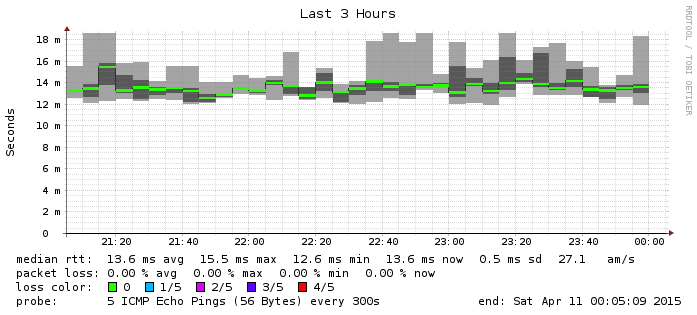 Last 3 Hours
RRDTOOL / TOBI OETIKER
Seconds
18 m
16 m
14 m
12 m
10 m
8 m
6 m
4 m
2 m
0
21:20 21:40 22:00 22:20 22:40 23:00 23:20 23:40 00:00
median rtt: 13.6 ms avg 15.5 ms max 12.6 ms min 13.6 ms now 0.5 ms sd 27.1 am/s
packet loss: 0.00 % avg 0.00 % max 0.00 % min 0.00 % now
loss color: 0 1/5 2/5 3/5 4/5
probe: 5 ICMP Echo Pings (56 Bytes) every 300s end: Sat Apr 11 00:05:09 2015